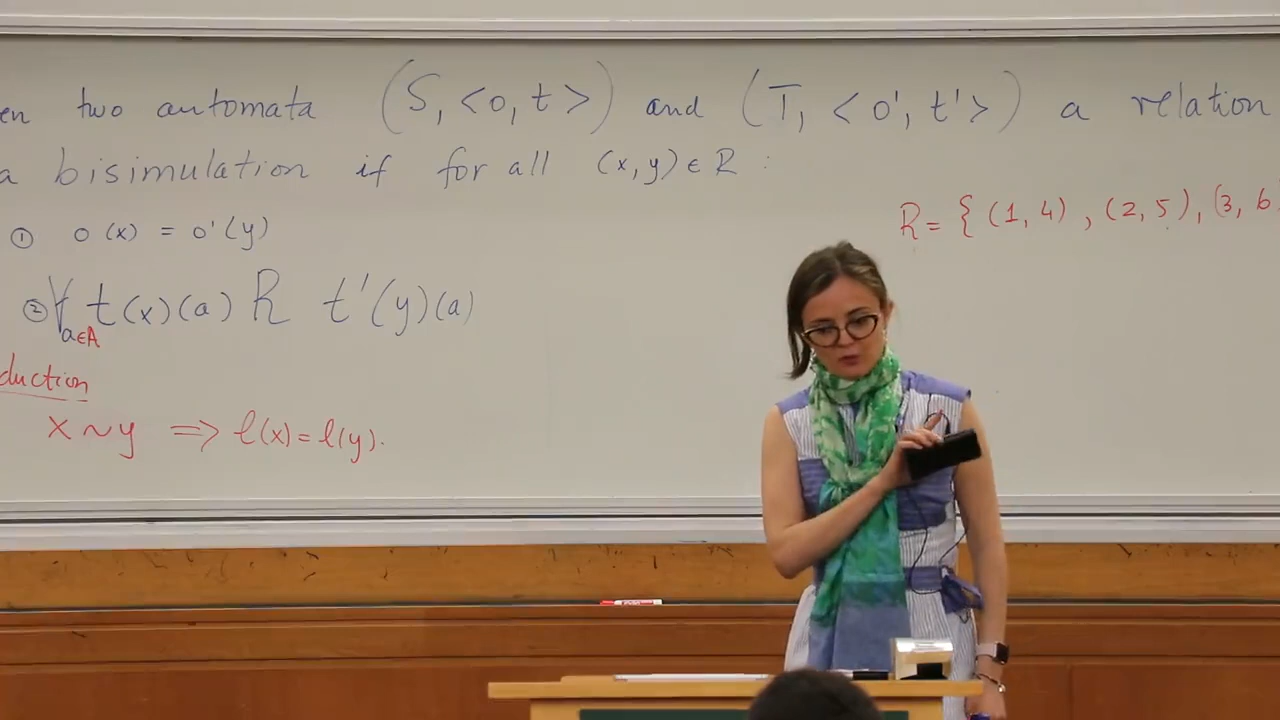 en two automata (S, <o, t>) and (T, <o', t'>) a relation
a bisimulation if for all (x,y) ∈ R :
R = { (1, 4) , (2, 5), (3, 6)
① o(x) = o'(y)
② ∀ a∈A t(x)(a) R t'(y)(a)
duction
x ~ y ⇒ l(x) = l(y).